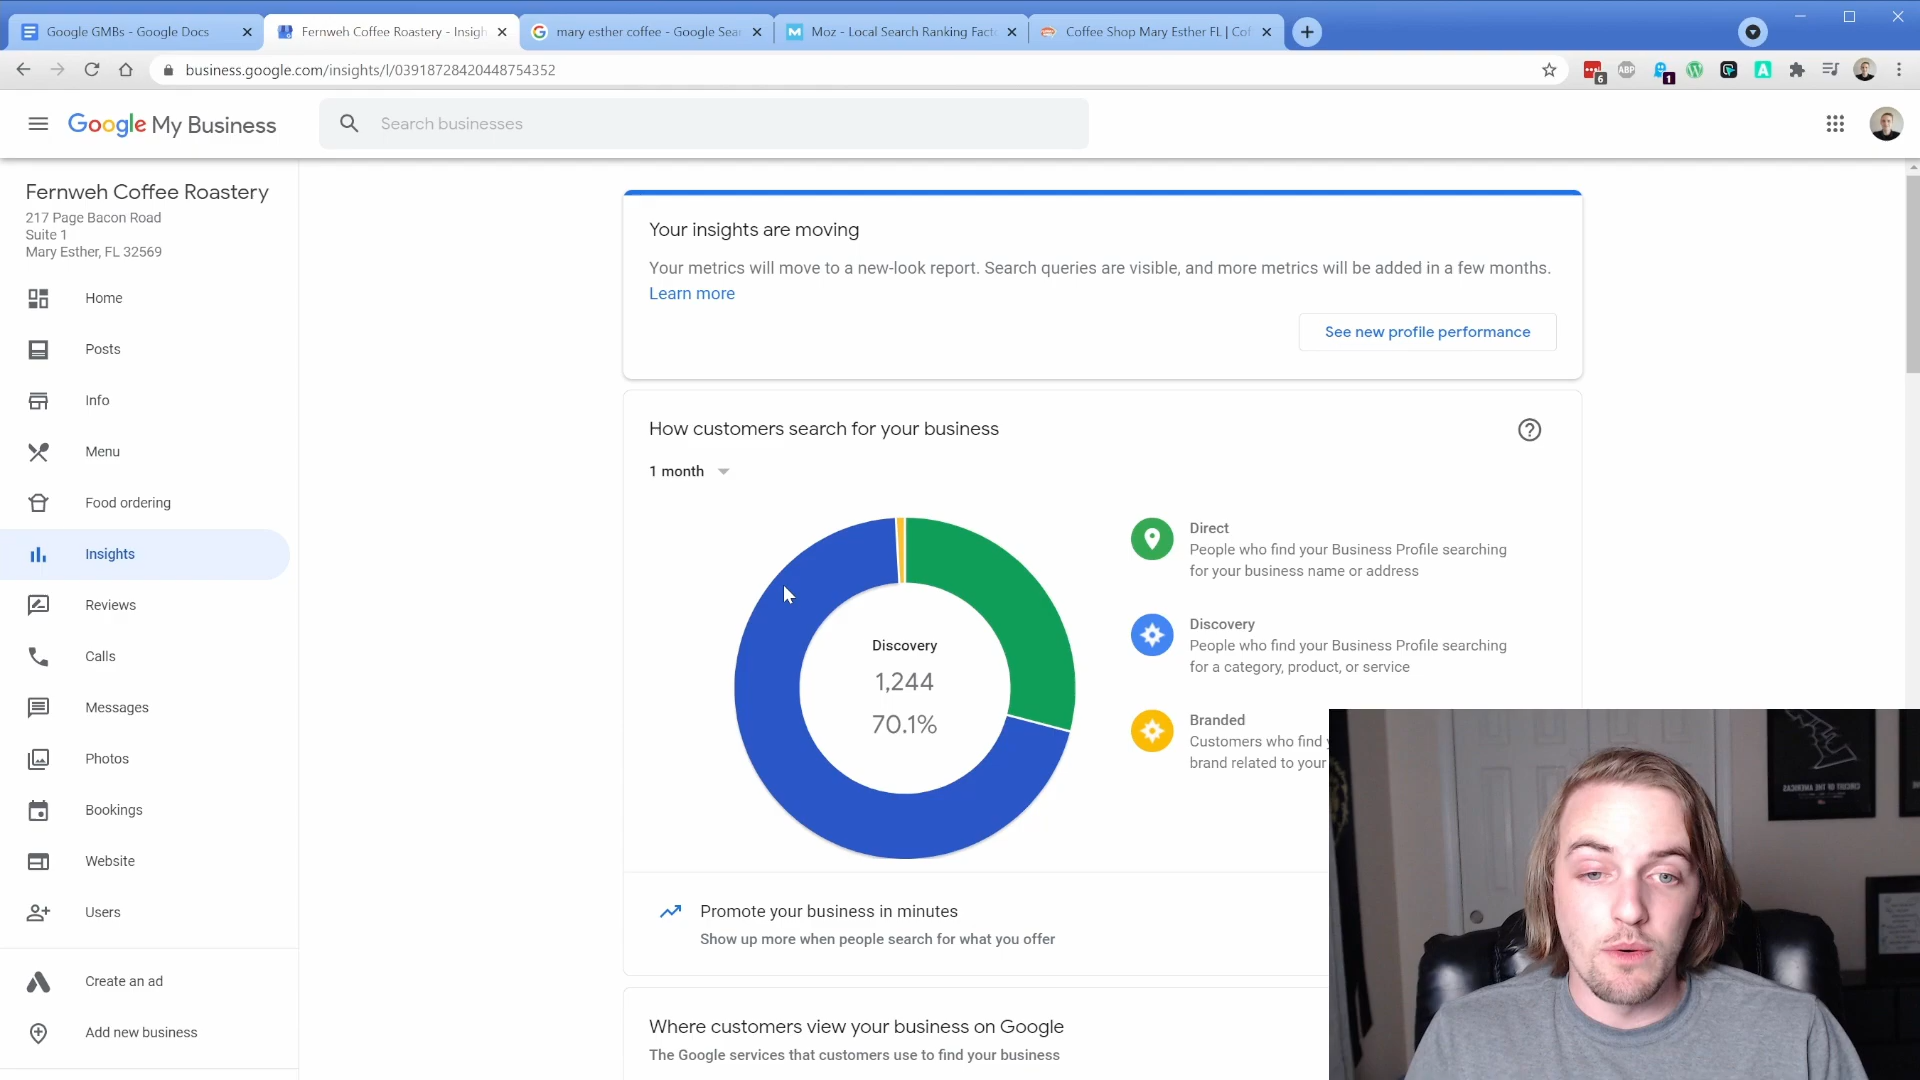 Google GMBs - Google Docs
Fernweh Coffee Roastery - Insigh
mary esther coffee - Google Sear
Moz - Local Search Ranking Facto
Coffee Shop Mary Esther FL | Cof
business.google.com/insights/l/03918728420448754352
6
ABP
1
A
Google My Business
Search businesses
Fernweh Coffee Roastery
217 Page Bacon Road
Suite 1
Mary Esther, FL 32569
Home
Posts
Info
Menu
Food ordering
Insights
Reviews
Calls
Messages
Photos
Bookings
Website
Users
Create an ad
Add new business
Your insights are moving
Your metrics will move to a new-look report. Search queries are visible, and more metrics will be added in a few months.
Learn more
See new profile performance
How customers search for your business
1 month
Discovery
1,244
70.1%
Direct
People who find your Business Profile searching
for your business name or address
Discovery
People who find your Business Profile searching
for a category, product, or service
Branded
Customers who find y
brand related to your
Promote your business in minutes
Show up more when people search for what you offer
Where customers view your business on Google
The Google services that customers use to find your business
CIRCUIT OF THE AMERICAS